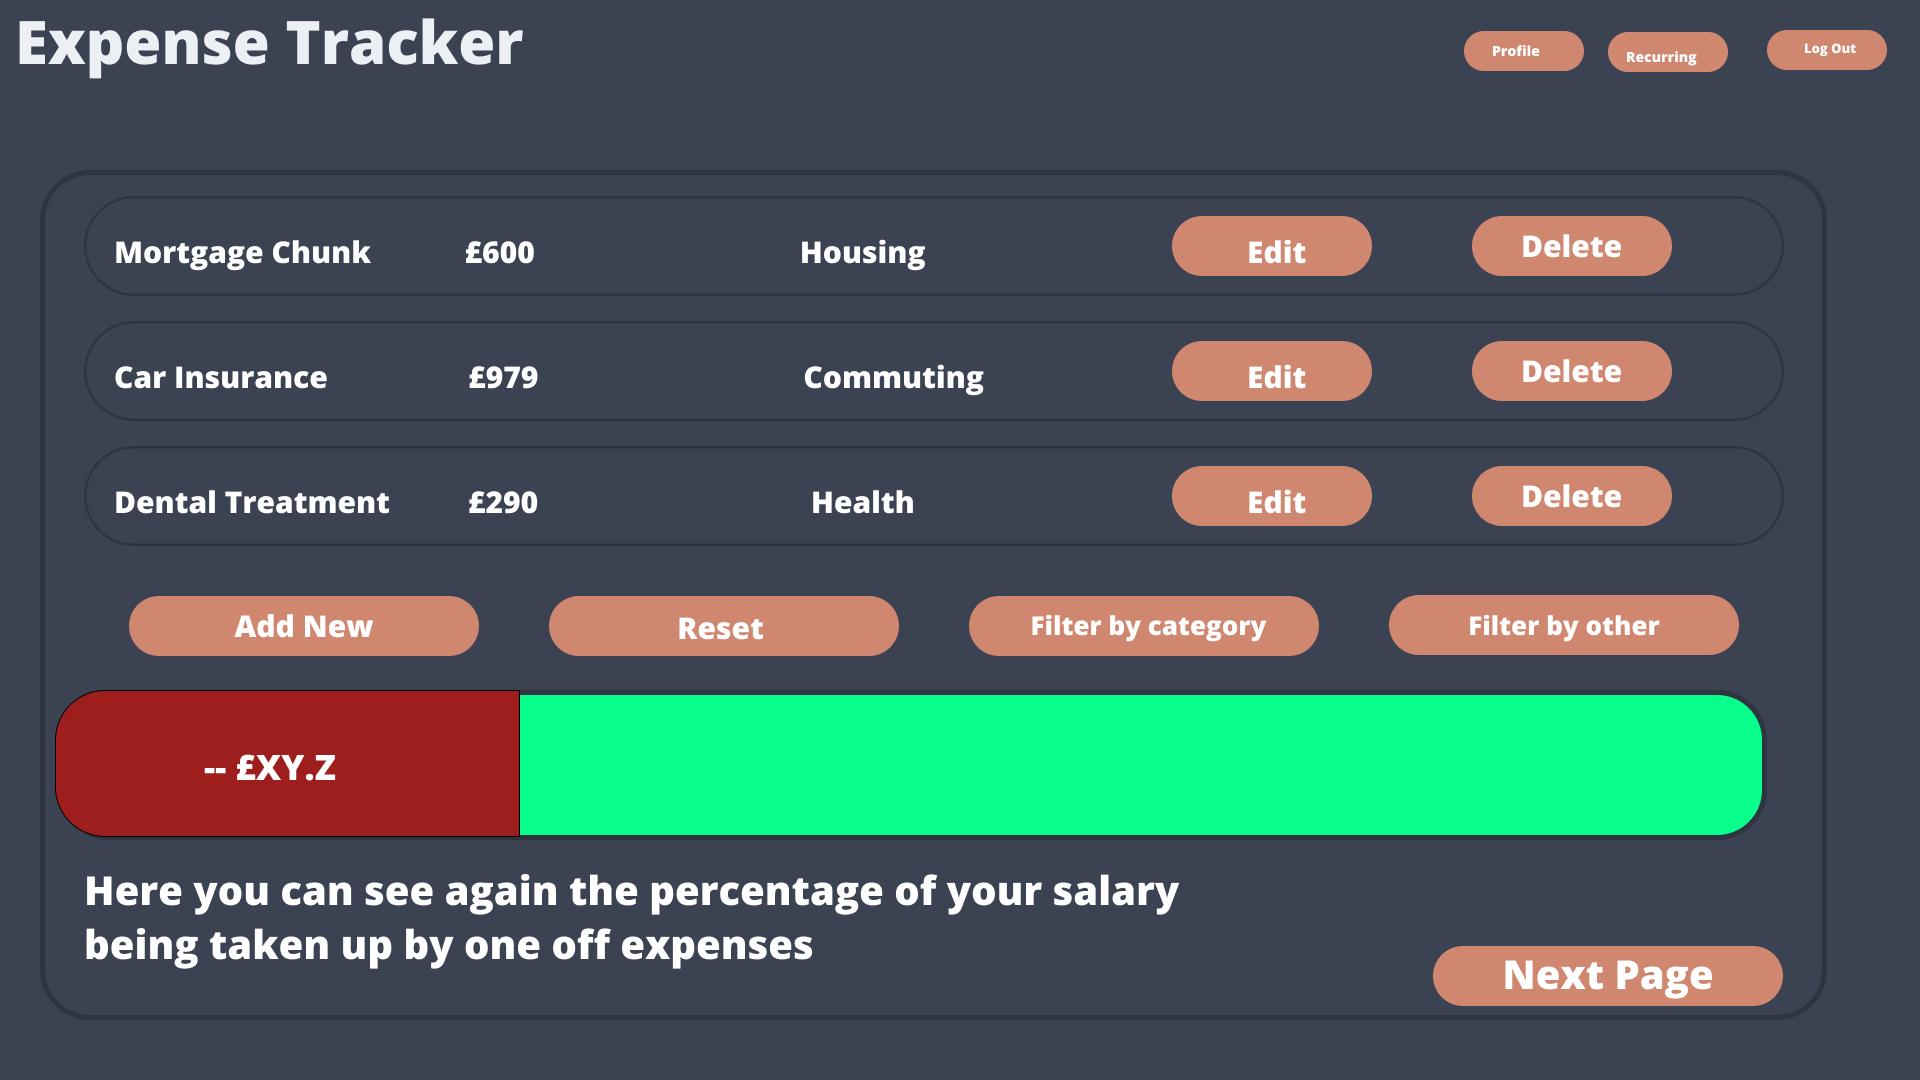 Expense Tracker
Profile
Recurring
Log Out
Mortgage Chunk £600 Housing Edit Delete
Car Insurance £979 Commuting Edit Delete
Dental Treatment £290 Health Edit Delete
Add New Reset Filter by category Filter by other
-- £XY.Z
Here you can see again the percentage of your salary
being taken up by one off expenses
Next Page